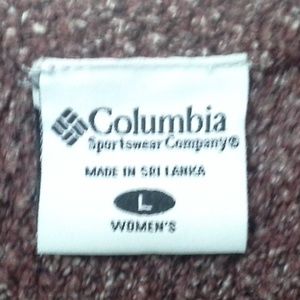 Columbia
Sportswear Company®
MADE IN SRI LANKA
L
WOMEN'S